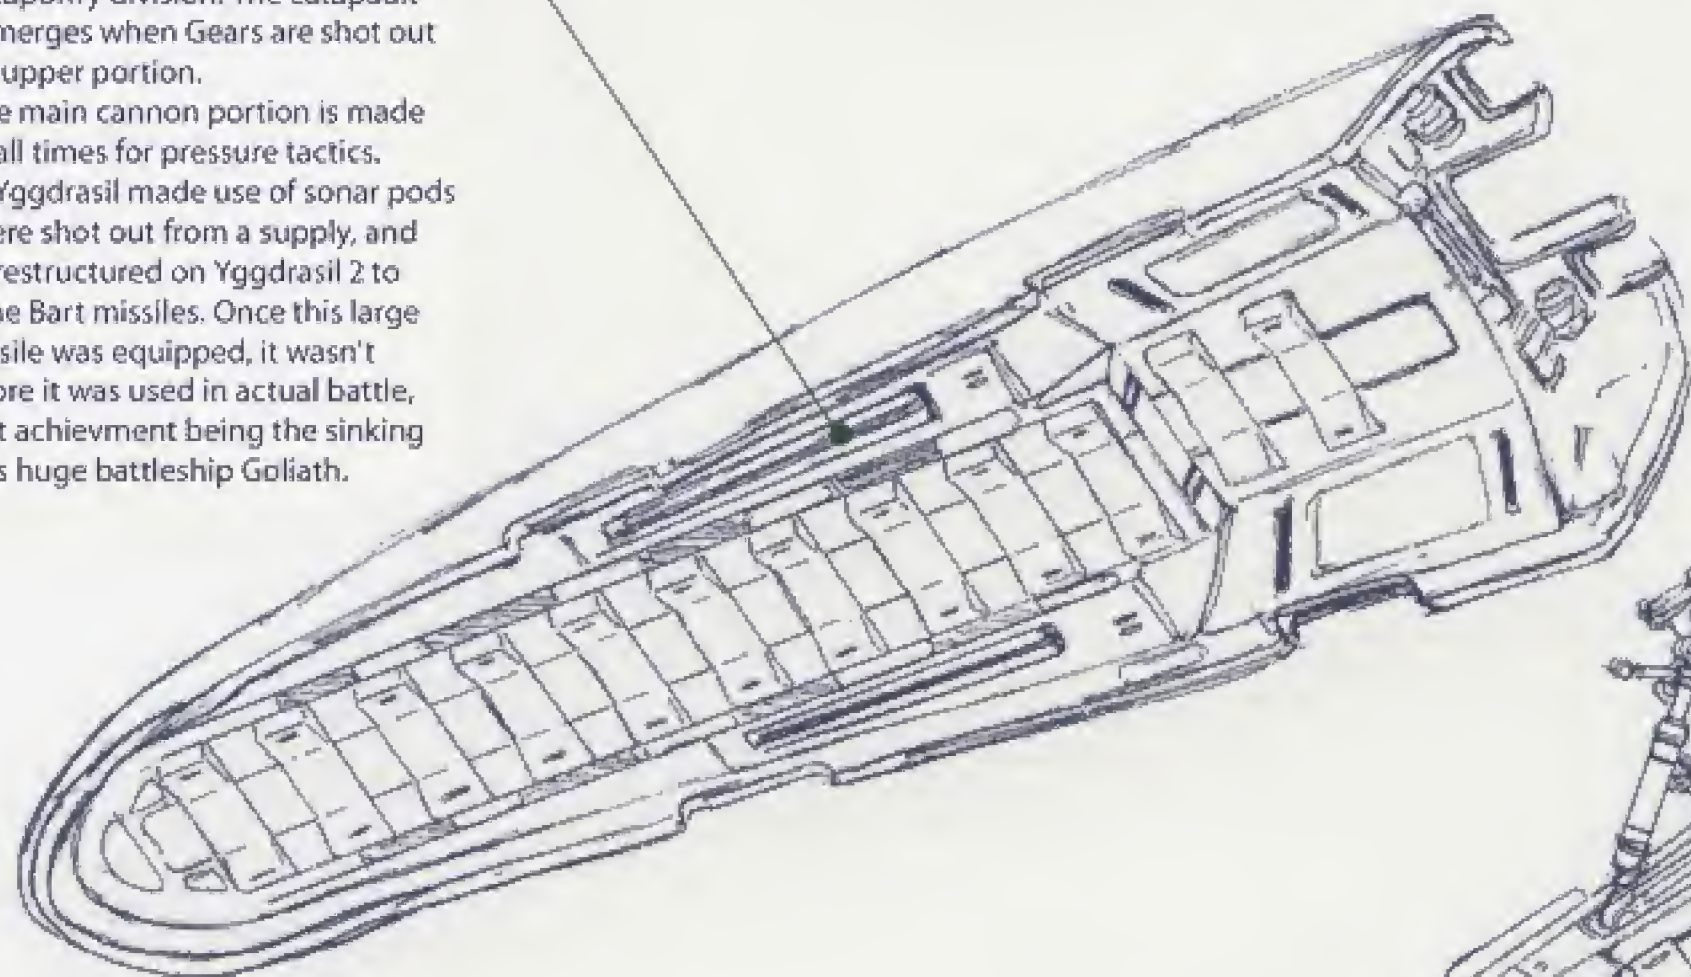 division. The catapault
merges when Gears are shot out
upper portion.
e main cannon portion is made
all times for pressure tactics.
Yggdrasil made use of sonar pods
ere shot out from a supply, and
restructured on Yggdrasil 2 to
he Bart missiles. Once this large
sile was equipped, it wasn't
ore it was used in actual battle,
t achievment being the sinking
s huge battleship Goliath.